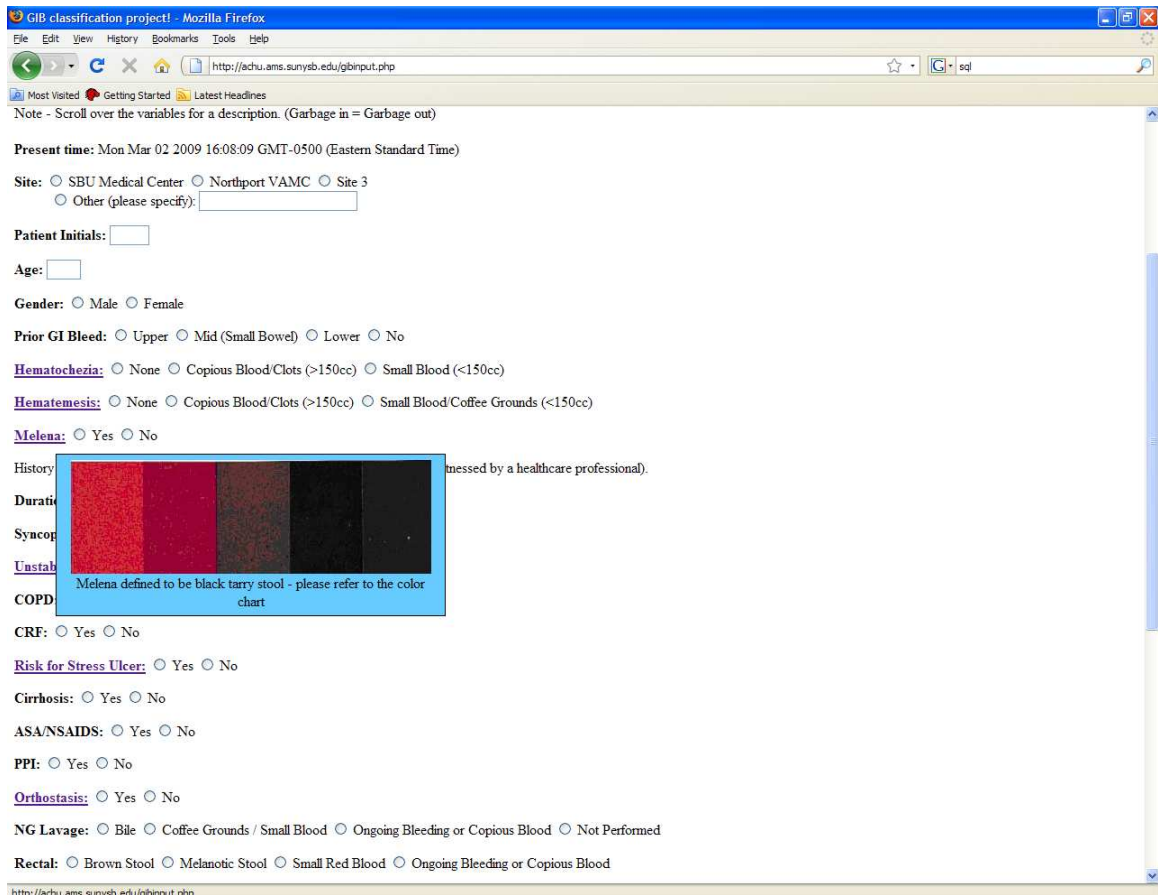 GIB classification project! - Mozilla Firefox
File Edit View History Bookmarks Tools Help
http://achu.ams.sunysb.edu/gibinput.php
G sql
Most Visited Getting Started Latest Headlines
Note - Scroll over the variables for a description. (Garbage in = Garbage out)
Present time: Mon Mar 02 2009 16:08:09 GMT-0500 (Eastern Standard Time)
Site: SBU Medical Center Northport VAMC Site 3
Other (please specify):
Patient Initials:
Age:
Gender: Male Female
Prior GI Bleed: Upper Mid (Small Bowel) Lower No
Hematochezia: None Copious Blood/Clots (>150cc) Small Blood (<150cc)
Hematemesis: None Copious Blood/Clots (>150cc) Small Blood/Coffee Grounds (<150cc)
Melena: Yes No
History tnessed by a healthcare professional).
Duratic
Syncop
Unstab
Melena defined to be black tarry stool - please refer to the color
chart
COPD
CRF: Yes No
Risk for Stress Ulcer: Yes No
Cirrhosis: Yes No
ASA/NSAIDS: Yes No
PPI: Yes No
Orthostasis: Yes No
NG Lavage: Bile Coffee Grounds / Small Blood Ongoing Bleeding or Copious Blood Not Performed
Rectal: Brown Stool Melanotic Stool Small Red Blood Ongoing Bleeding or Copious Blood
http://achu.ams.sunysb.edu/gibinput.php